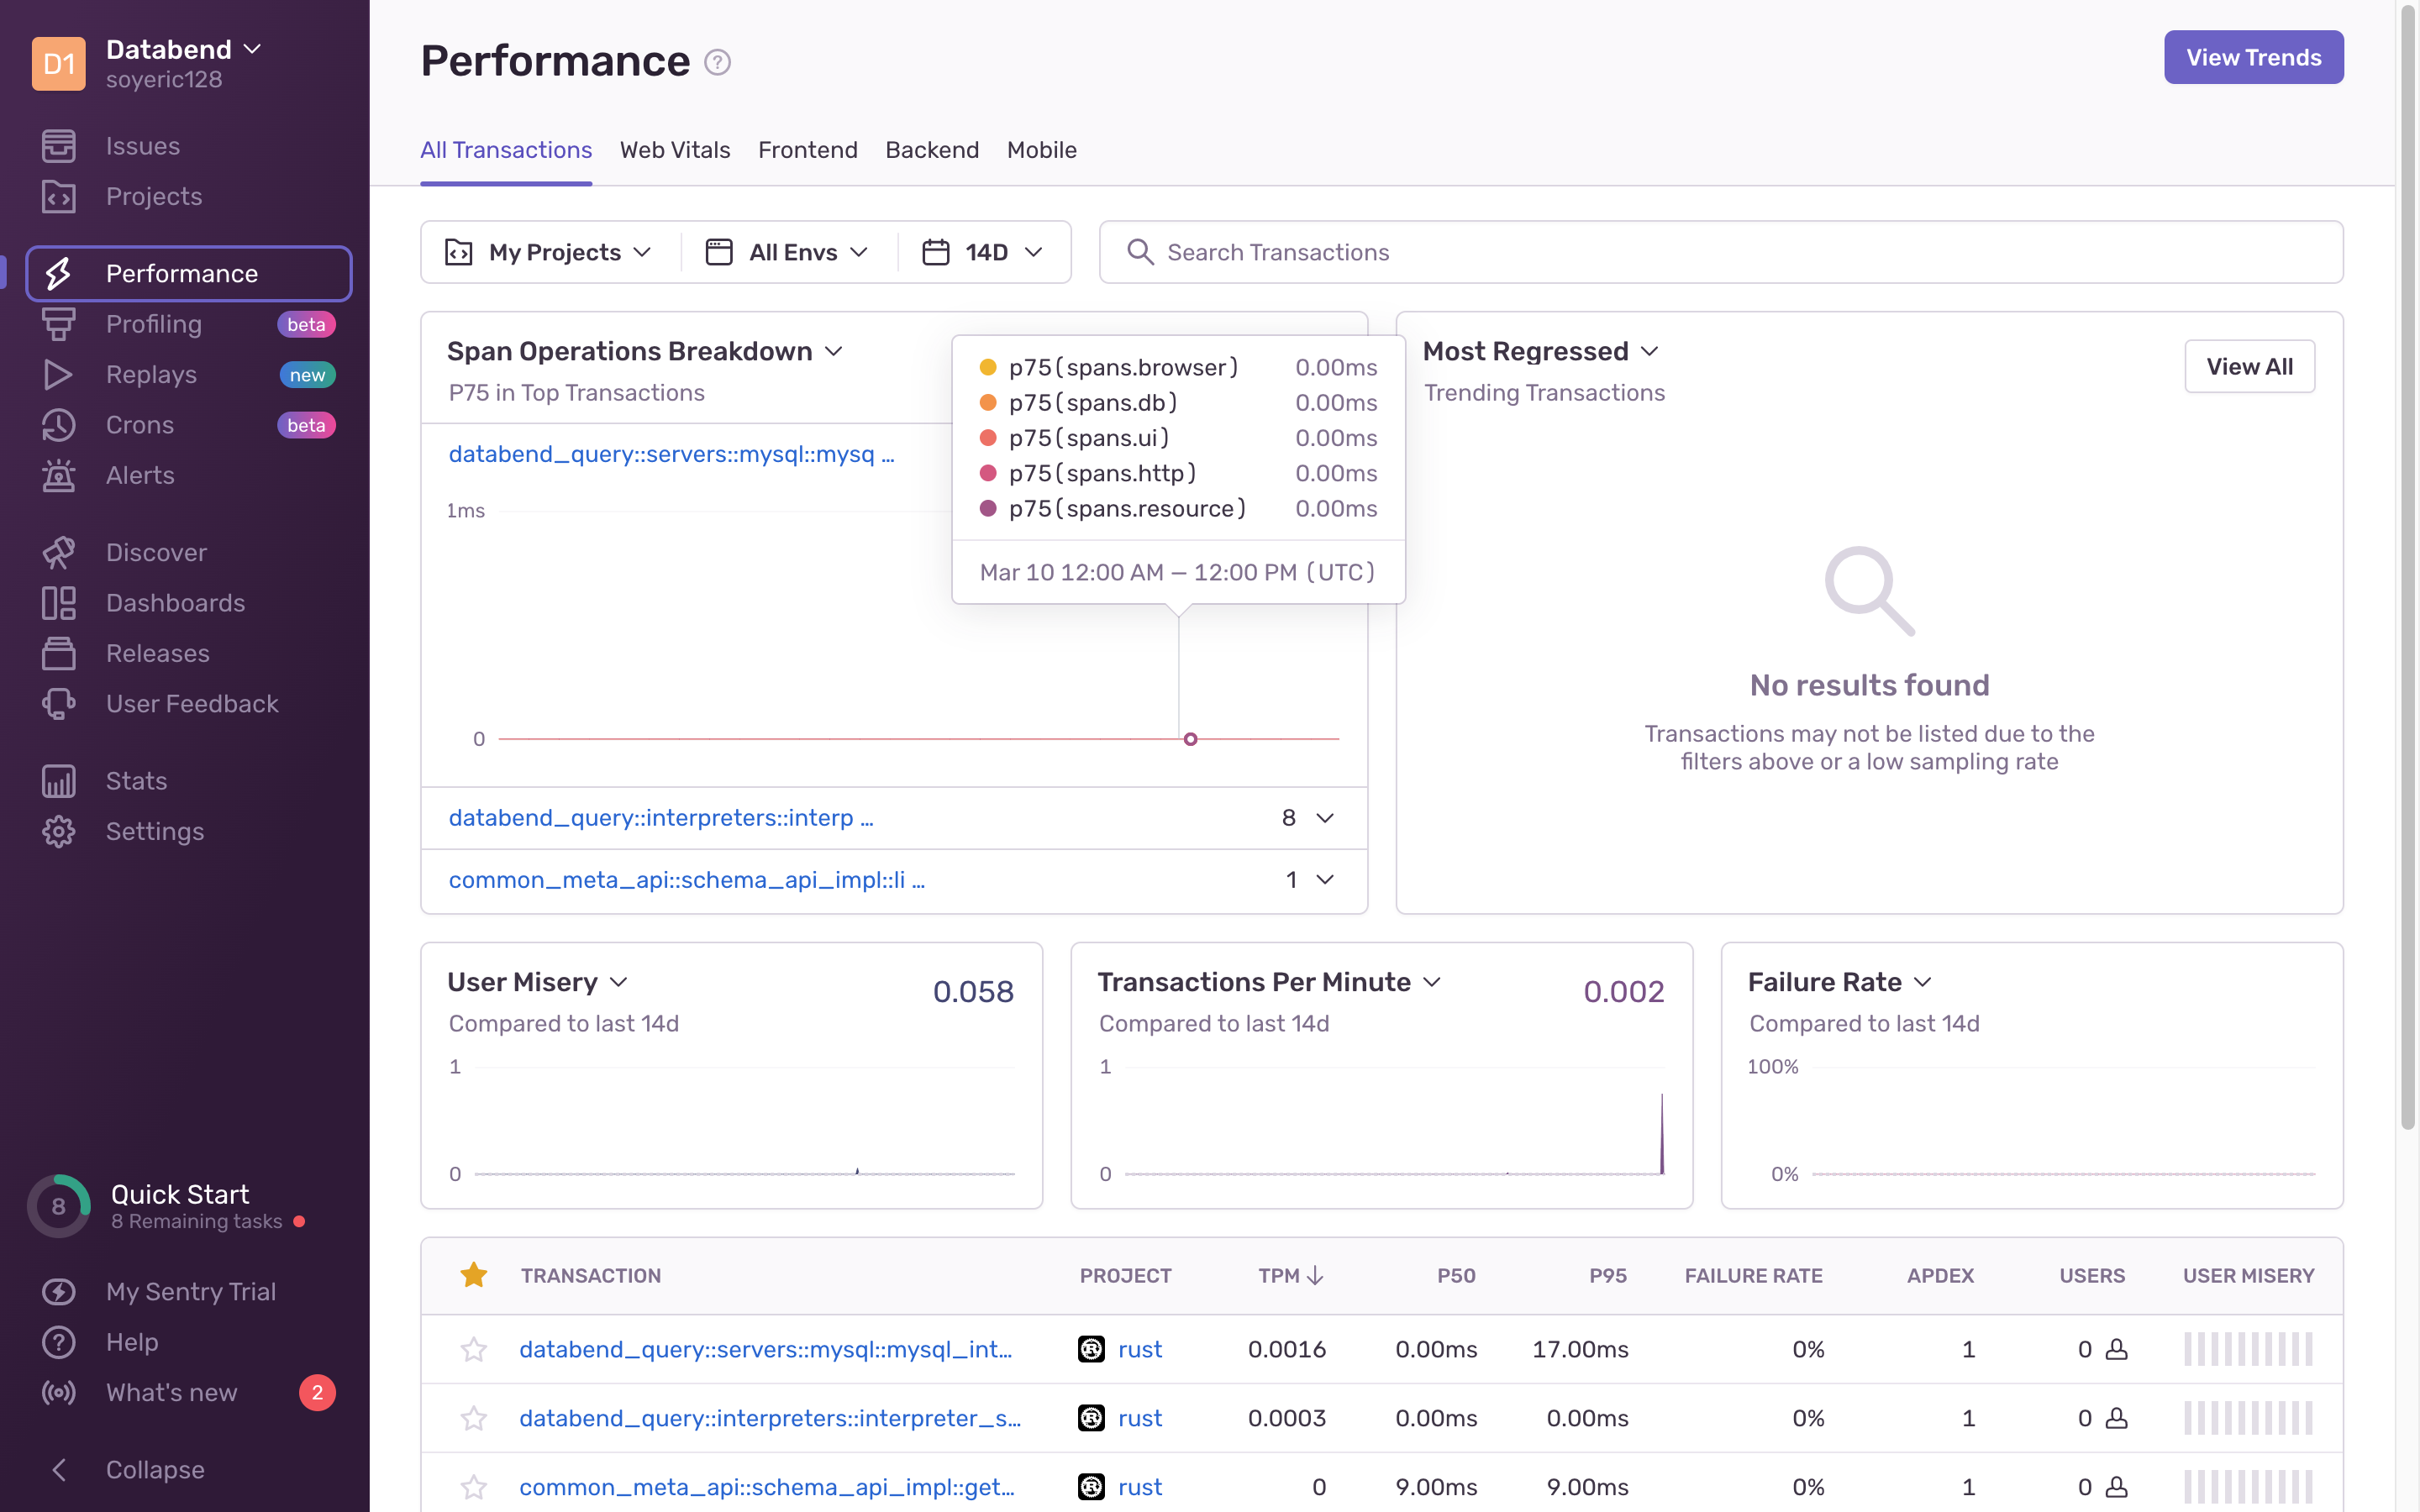 D1
Databend
soyeric128
Issues
Projects
Performance
Profiling beta
Replays new
Crons beta
Alerts
Discover
Dashboards
Releases
User Feedback
Stats
Settings
8
Quick Start
8 Remaining tasks
My Sentry Trial
? Help
What's new 2
Collapse
Performance ?
View Trends
All Transactions Web Vitals Frontend Backend Mobile
My Projects All Envs 14D Search Transactions
Span Operations Breakdown
P75 in Top Transactions
databend_query::servers::mysql::mysq ...
p75(spans.browser) 0.00ms
p75(spans.db) 0.00ms
p75(spans.ui) 0.00ms
p75(spans.http) 0.00ms
p75(spans.resource) 0.00ms
Mar 10 12:00 AM — 12:00 PM (UTC)
1ms
0
databend_query::interpreters::interp ... 8
common_meta_api::schema_api_impl::li ... 1
Most Regressed
Trending Transactions
View All
No results found
Transactions may not be listed due to the
filters above or a low sampling rate
User Misery 0.058
Compared to last 14d
1
0
Transactions Per Minute 0.002
Compared to last 14d
1
0
Failure Rate
Compared to last 14d
100%
0%
TRANSACTION PROJECT TPM P50 P95 FAILURE RATE APDEX USERS USER MISERY
databend_query::servers::mysql::mysql_int... rust 0.0016 0.00ms 17.00ms 0% 1 0
databend_query::interpreters::interpreter_s... rust 0.0003 0.00ms 0.00ms 0% 1 0
common_meta_api::schema_api_impl::get... rust 0 9.00ms 9.00ms 0% 1 0